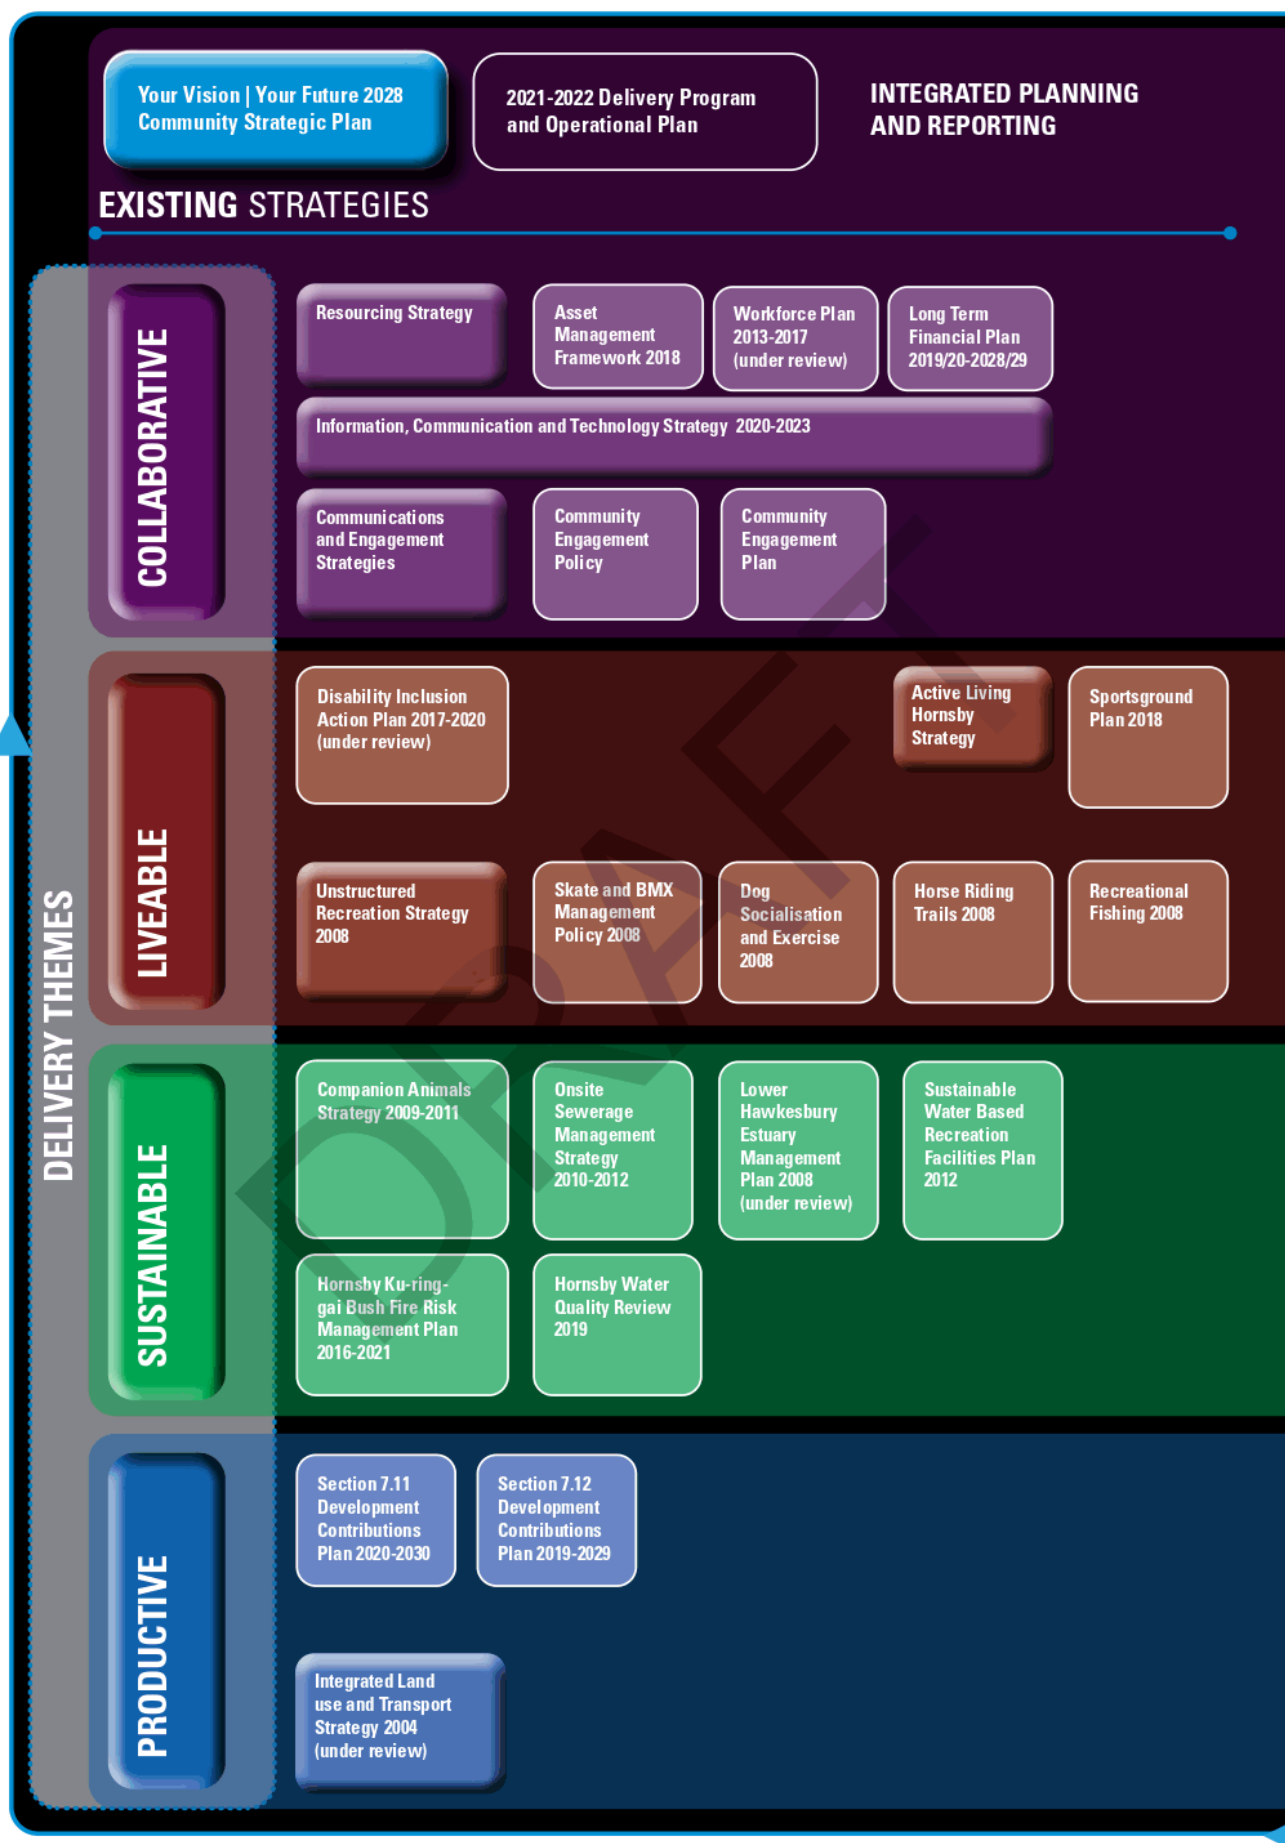 Your Vision | Your Future 2028
Community Strategic Plan
2021-2022 Delivery Program
and Operational Plan
INTEGRATED PLANNING
AND REPORTING
EXISTING STRATEGIES
DELIVERY THEMES
COLLABORATIVE
Resourcing Strategy
Asset
Management
Framework 2018
Workforce Plan
2013-2017
(under review)
Long Term
Financial Plan
2019/20-2028/29
Information, Communication and Technology Strategy 2020-2023
Communications
and Engagement
Strategies
Community
Engagement
Policy
Community
Engagement
Plan
LIVEABLE
Disability Inclusion
Action Plan 2017-2020
(under review)
Active Living
Hornsby
Strategy
Sportsground
Plan 2018
Unstructured
Recreation Strategy
2008
Skate and BMX
Management
Policy 2008
Dog
Socialisation
and Exercise
2008
Horse Riding
Trails 2008
Recreational
Fishing 2008
SUSTAINABLE
Companion Animals
Strategy 2009-2011
Onsite
Sewerage
Management
Strategy
2010-2012
Lower
Hawkesbury
Estuary
Management
Plan 2008
(under review)
Sustainable
Water Based
Recreation
Facilities Plan
2012
Hornsby Ku-ring-
gai Bush Fire Risk
Management Plan
2016-2021
Hornsby Water
Quality Review
2019
PRODUCTIVE
Section 7.11
Development
Contributions
Plan 2020-2030
Section 7.12
Development
Contributions
Plan 2019-2029
Integrated Land
use and Transport
Strategy 2004
(under review)
DRAFT